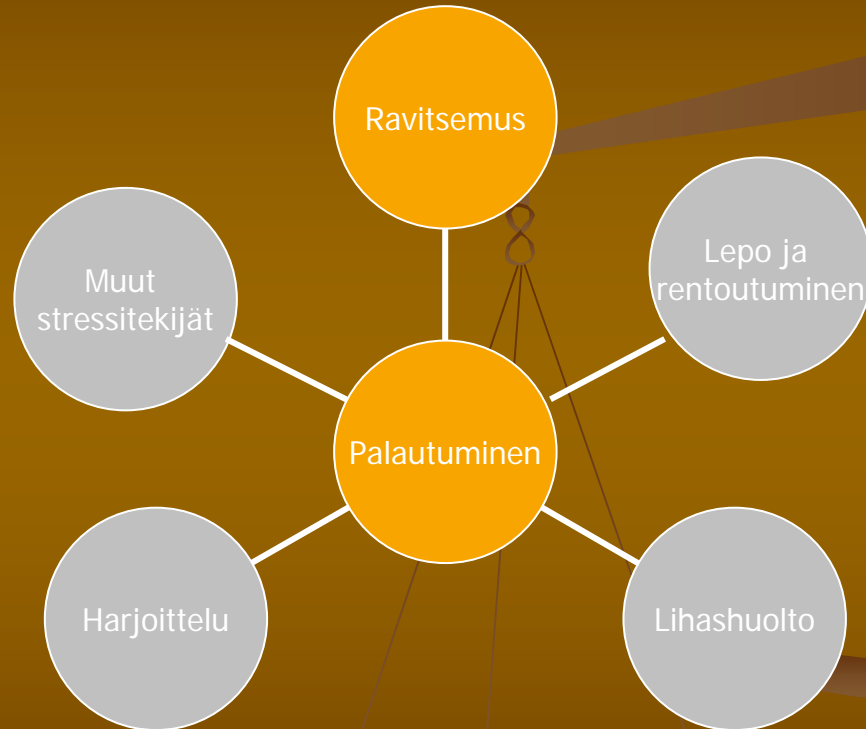 Ravitsemus
Muut
stressitekijät
Lepo ja
rentoutuminen
Palautuminen
Harjoittelu
Lihashuolto